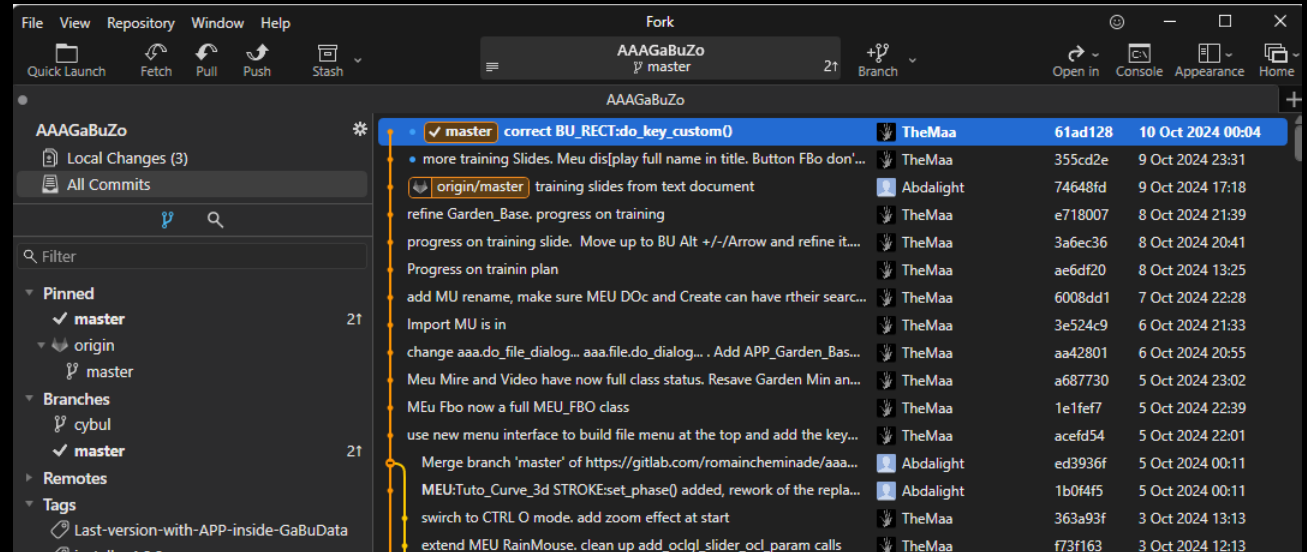 File View Repository Window Help Fork
Quick Launch Fetch Pull Push Stash AAAGaBuZo master 2↑ Branch Open in Console Appearance Home
AAAGaBuZo
AAAGaBuZo
Local Changes (3)
All Commits
Filter
Pinned
master 2↑
origin
master
Branches
cybul
master 2↑
Remotes
Tags
Last-version-with-APP-inside-GaBuData
master correct BU_RECT:do_key_custom() TheMaa 61ad128 10 Oct 2024 00:04
more training Slides. Meu dis[play full name in title. Button FBo don'... TheMaa 355cd2e 9 Oct 2024 23:31
origin/master training slides from text document Abdalight 74648fd 9 Oct 2024 17:18
refine Garden_Base. progress on training TheMaa e718007 8 Oct 2024 21:39
progress on training slide. Move up to BU Alt +/-/Arrow and refine it.... TheMaa 3a6ec36 8 Oct 2024 20:41
Progress on trainin plan TheMaa ae6df20 8 Oct 2024 13:25
add MU rename, make sure MEU DOc and Create can have rtheir searc... TheMaa 6008dd1 7 Oct 2024 22:28
Import MU is in TheMaa 3e524c9 6 Oct 2024 21:33
change aaa.do_file_dialog... aaa.file.do_dialog... . Add APP_Garden_Bas... TheMaa aa42801 6 Oct 2024 20:55
Meu Mire and Video have now full class status. Resave Garden Min an... TheMaa a687730 5 Oct 2024 23:02
MEu Fbo now a full MEU_FBO class TheMaa 1e1fef7 5 Oct 2024 22:39
use new menu interface to build file menu at the top and add the key... TheMaa acefd54 5 Oct 2024 22:01
Merge branch 'master' of https://gitlab.com/romaincheminade/aaa... Abdalight ed3936f 5 Oct 2024 00:11
MEU:Tuto_Curve_3d STROKE:set_phase() added, rework of the repla... Abdalight 1b0f4f5 5 Oct 2024 00:11
swirch to CTRL O mode. add zoom effect at start TheMaa 363a93f 3 Oct 2024 13:13
extend MEU RainMouse. clean up add_oclgl_slider_ocl_param calls TheMaa f73f163 3 Oct 2024 12:13